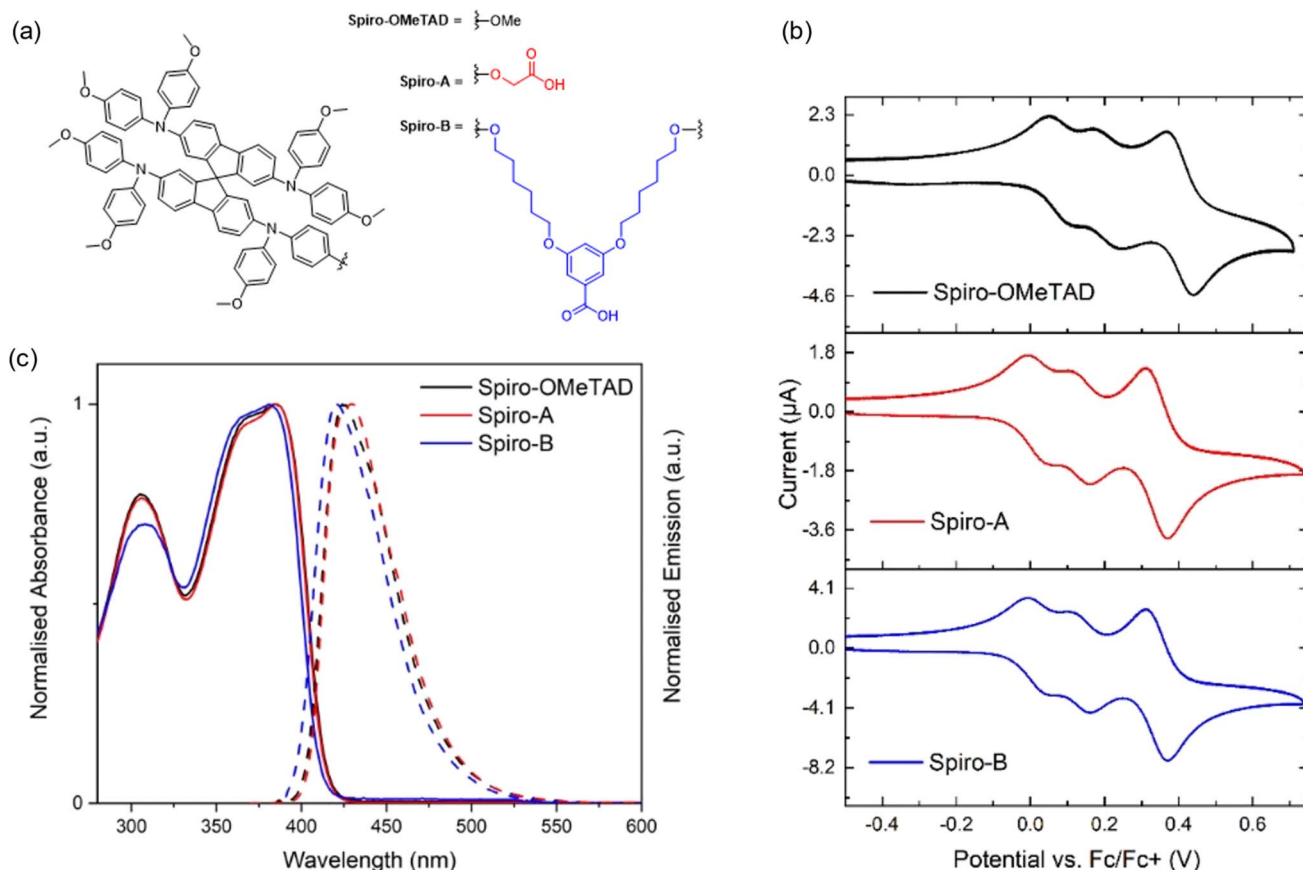 (a)
Spiro-OMeTAD = OMe
Spiro-A = O O OH
Spiro-B = O O
O O
O OH
O
O
O
O
O
O
O
N
N
N
N
(b)
2.3
0.0
-2.3
-4.6
Spiro-OMeTAD
1.8
0.0
-1.8
-3.6
Spiro-A
4.1
0.0
-4.1
-8.2
Spiro-B
Current (µA)
-0.4 -0.2 0.0 0.2 0.4 0.6
Potential vs. Fc/Fc+ (V)
(c)
Spiro-OMeTAD
Spiro-A
Spiro-B
1
0
Normalised Absorbance (a.u.)
Normalised Emission (a.u.)
300 350 400 450 500 550 600
Wavelength (nm)